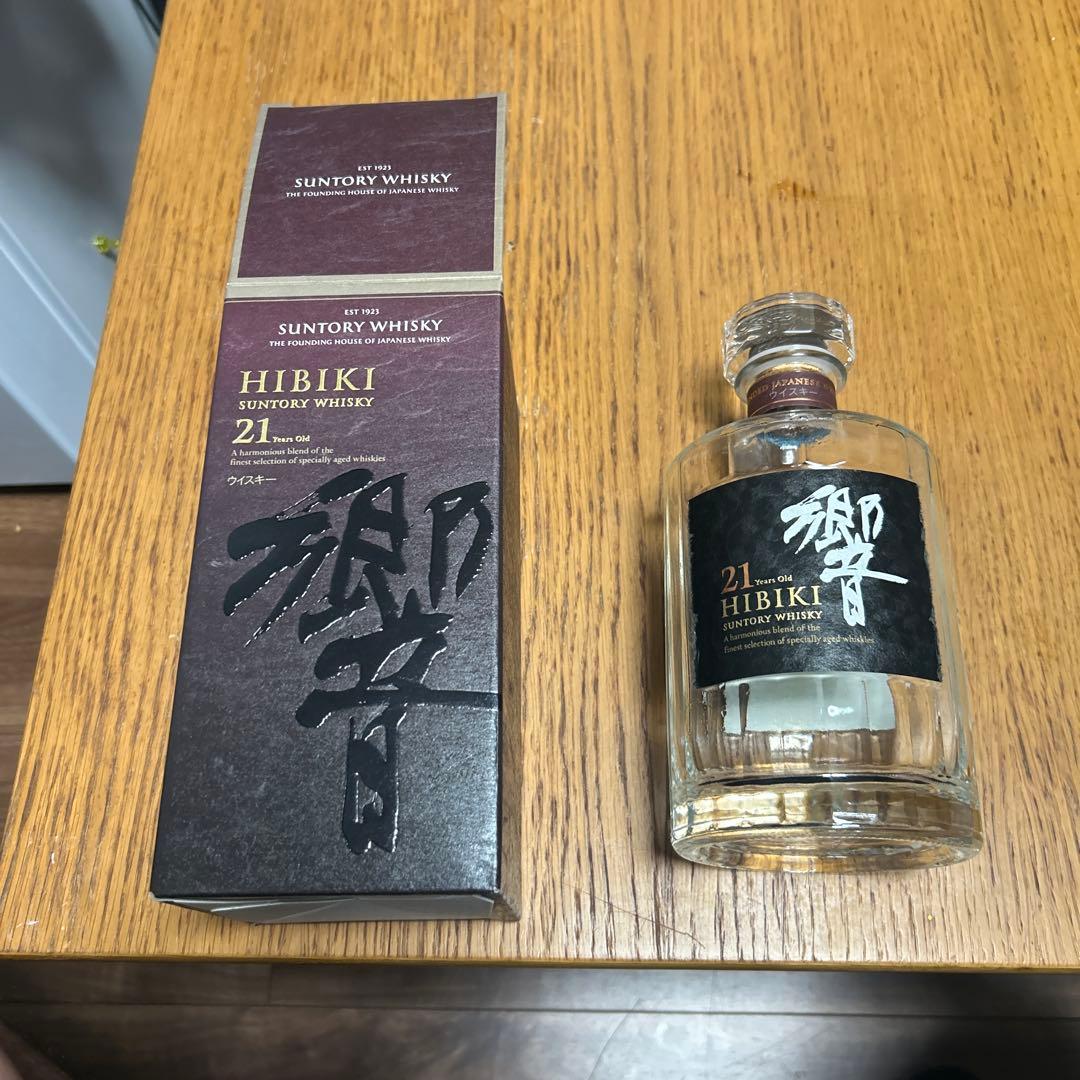 EST 1923
SUNTORY WHISKY
THE FOUNDING HOUSE OF JAPANESE WHISKY
EST 1923
SUNTORY WHISKY
THE FOUNDING HOUSE OF JAPANESE WHISKY
HIBIKI
SUNTORY WHISKY
21 Years Old
A harmonious blend of the
finest selection of specially aged whiskies
ウイスキー
響
JAPANESE
ウイスキー
響
21 Years Old
HIBIKI
SUNTORY WHISKY
A harmonious blend of the
finest selection of specially aged whiskies